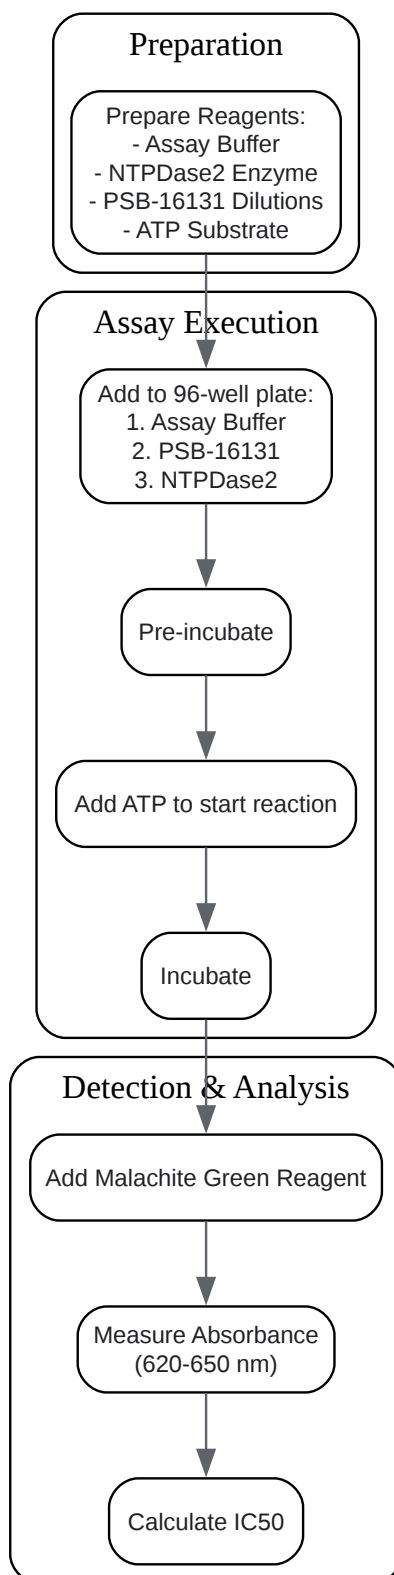 Preparation
Prepare Reagents:
- Assay Buffer
- NTPDase2 Enzyme
- PSB-16131 Dilutions
- ATP Substrate
Assay Execution
Add to 96-well plate:
1. Assay Buffer
2. PSB-16131
3. NTPDase2
Pre-incubate
Add ATP to start reaction
Incubate
Detection & Analysis
Add Malachite Green Reagent
Measure Absorbance
(620-650 nm)
Calculate IC50